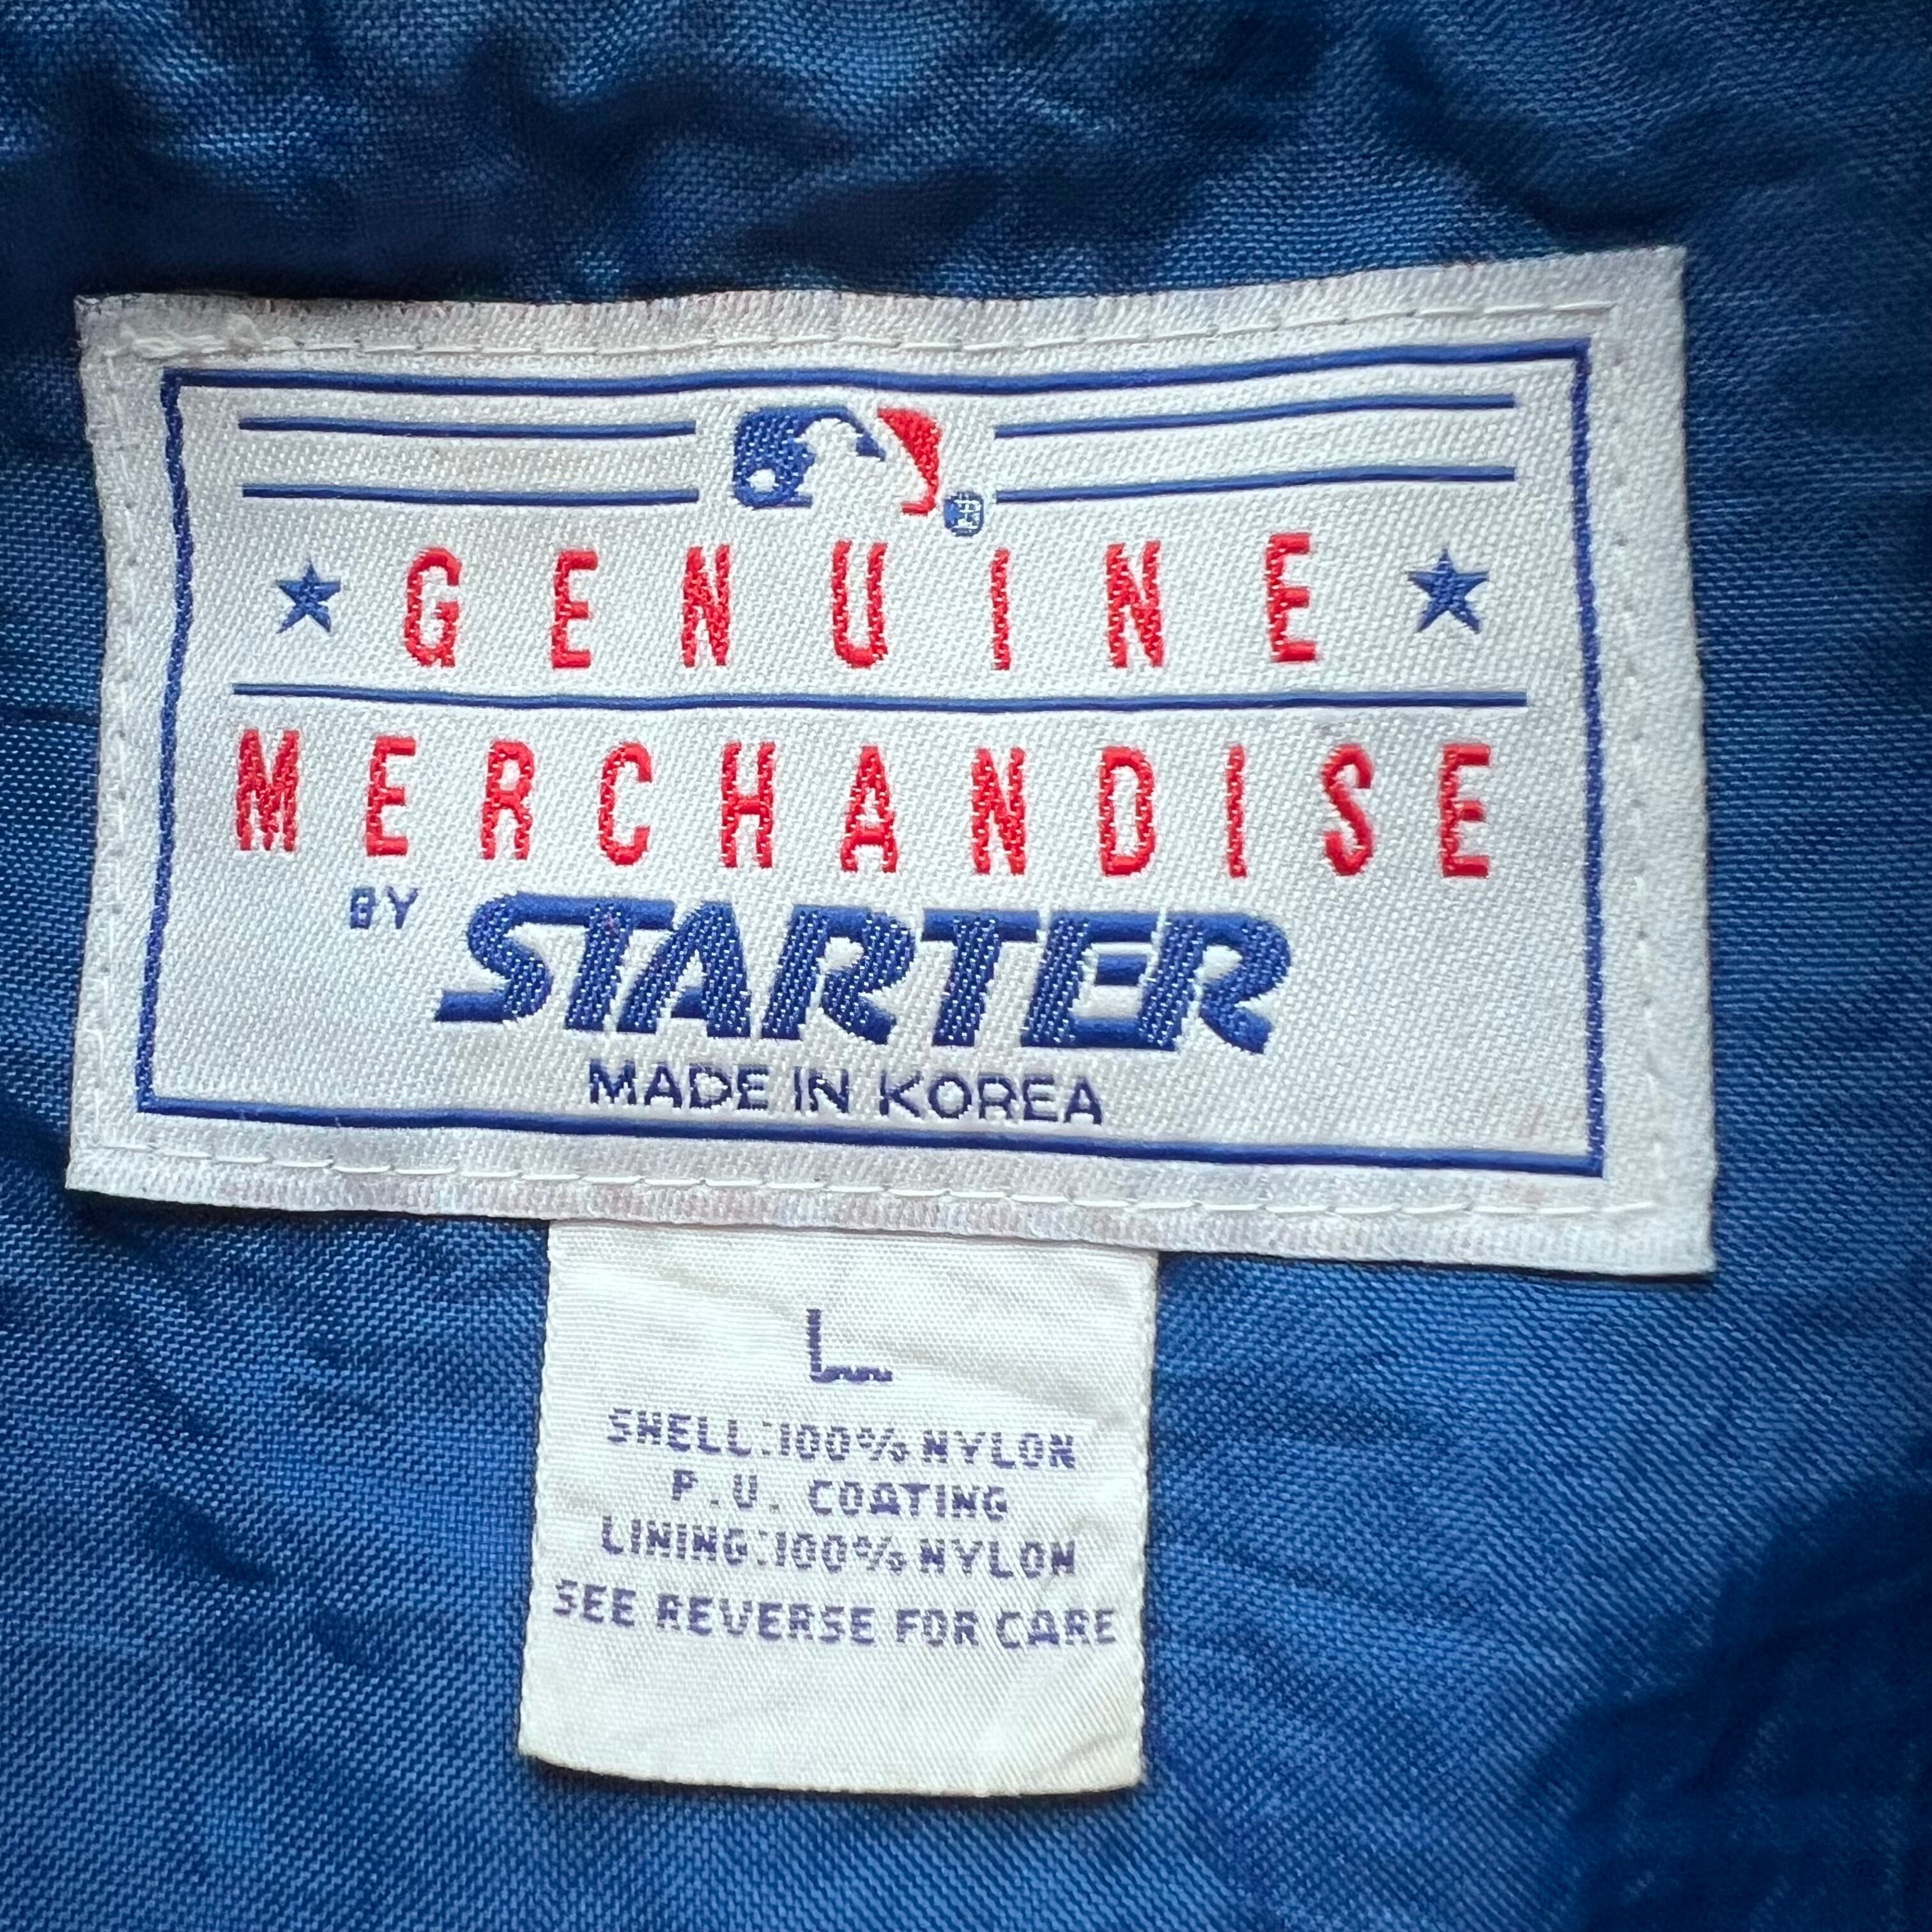 GENUINE
MERCHANDISE
BY STARTER
MADE IN KOREA
L
SHELL:100% NYLON
P.U. COATING
LINING:100% NYLON
SEE REVERSE FOR CARE